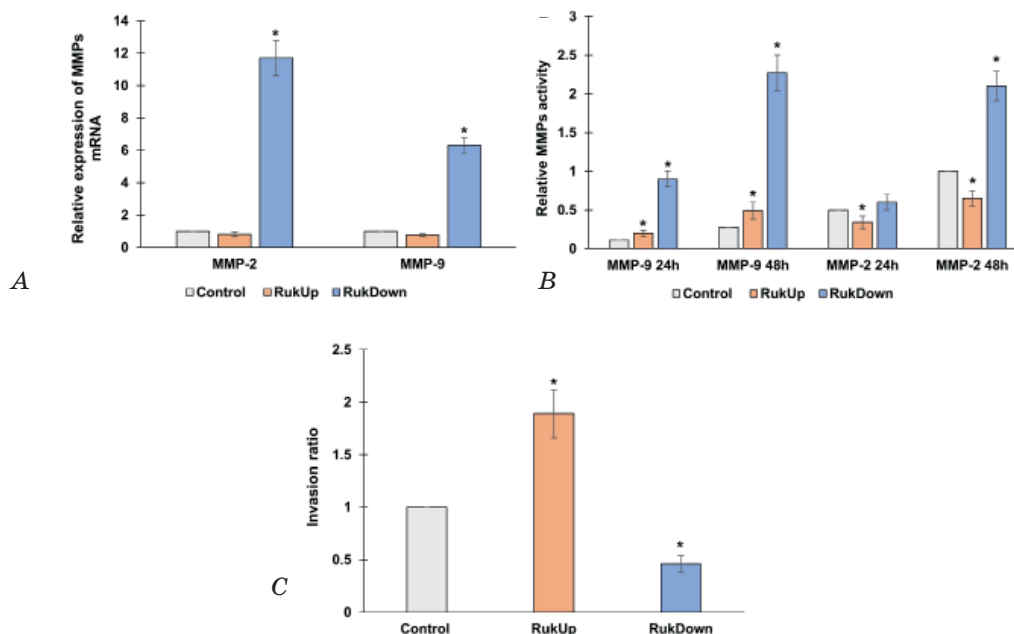 14
12
10
8
6
4
2
0
Relative expression of MMPs
mRNA
*
*
MMP-2 MMP-9
Control RukUp RukDown
A
3
2.5
2
1.5
1
0.5
0
Relative MMPs activity
* * * * * * *
MMP-9 24h MMP-9 48h MMP-2 24h MMP-2 48h
Control RukUp RukDown
B
2.5
2
1.5
1
0.5
0
Invasion ratio
*
*
Control RukUp RukDown
C